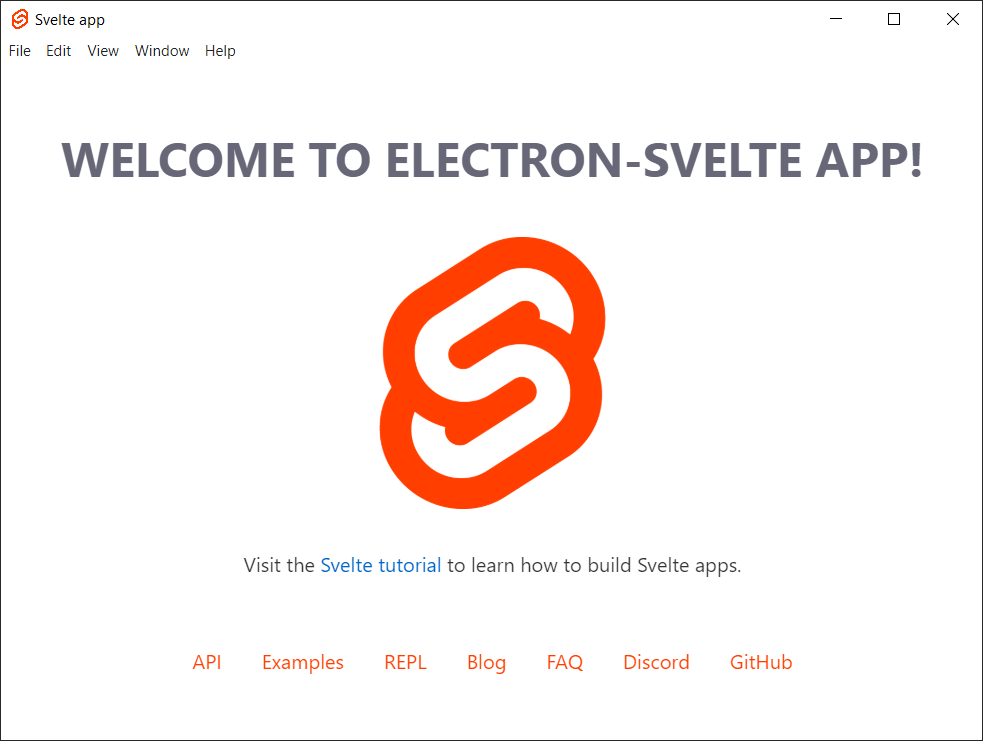 Svelte app
File Edit View Window Help
WELCOME TO ELECTRON-SVELTE APP!
Visit the Svelte tutorial to learn how to build Svelte apps.
API Examples REPL Blog FAQ Discord GitHub